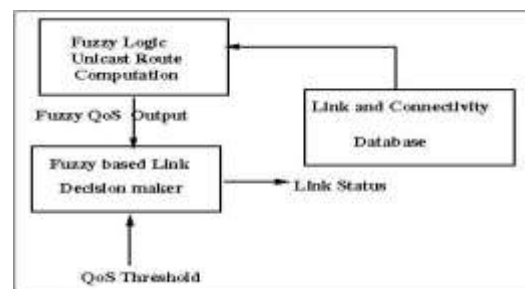 Fuzzy Logic
Unicast Route
Computation
Fuzzy QoS Output
Link and Connectivity
Database
Fuzzy based Link
Decision maker
Link Status
QoS Threshold